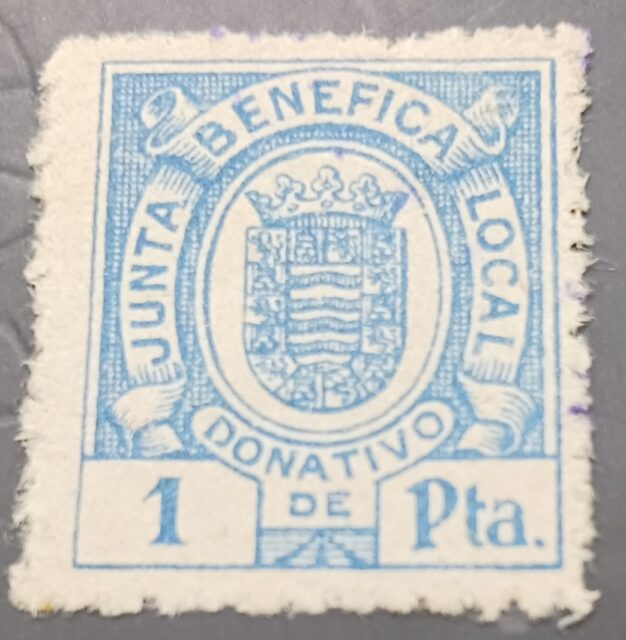 JUNTA BENEFICA LOCAL
DONATIVO
DE
1 Pta.